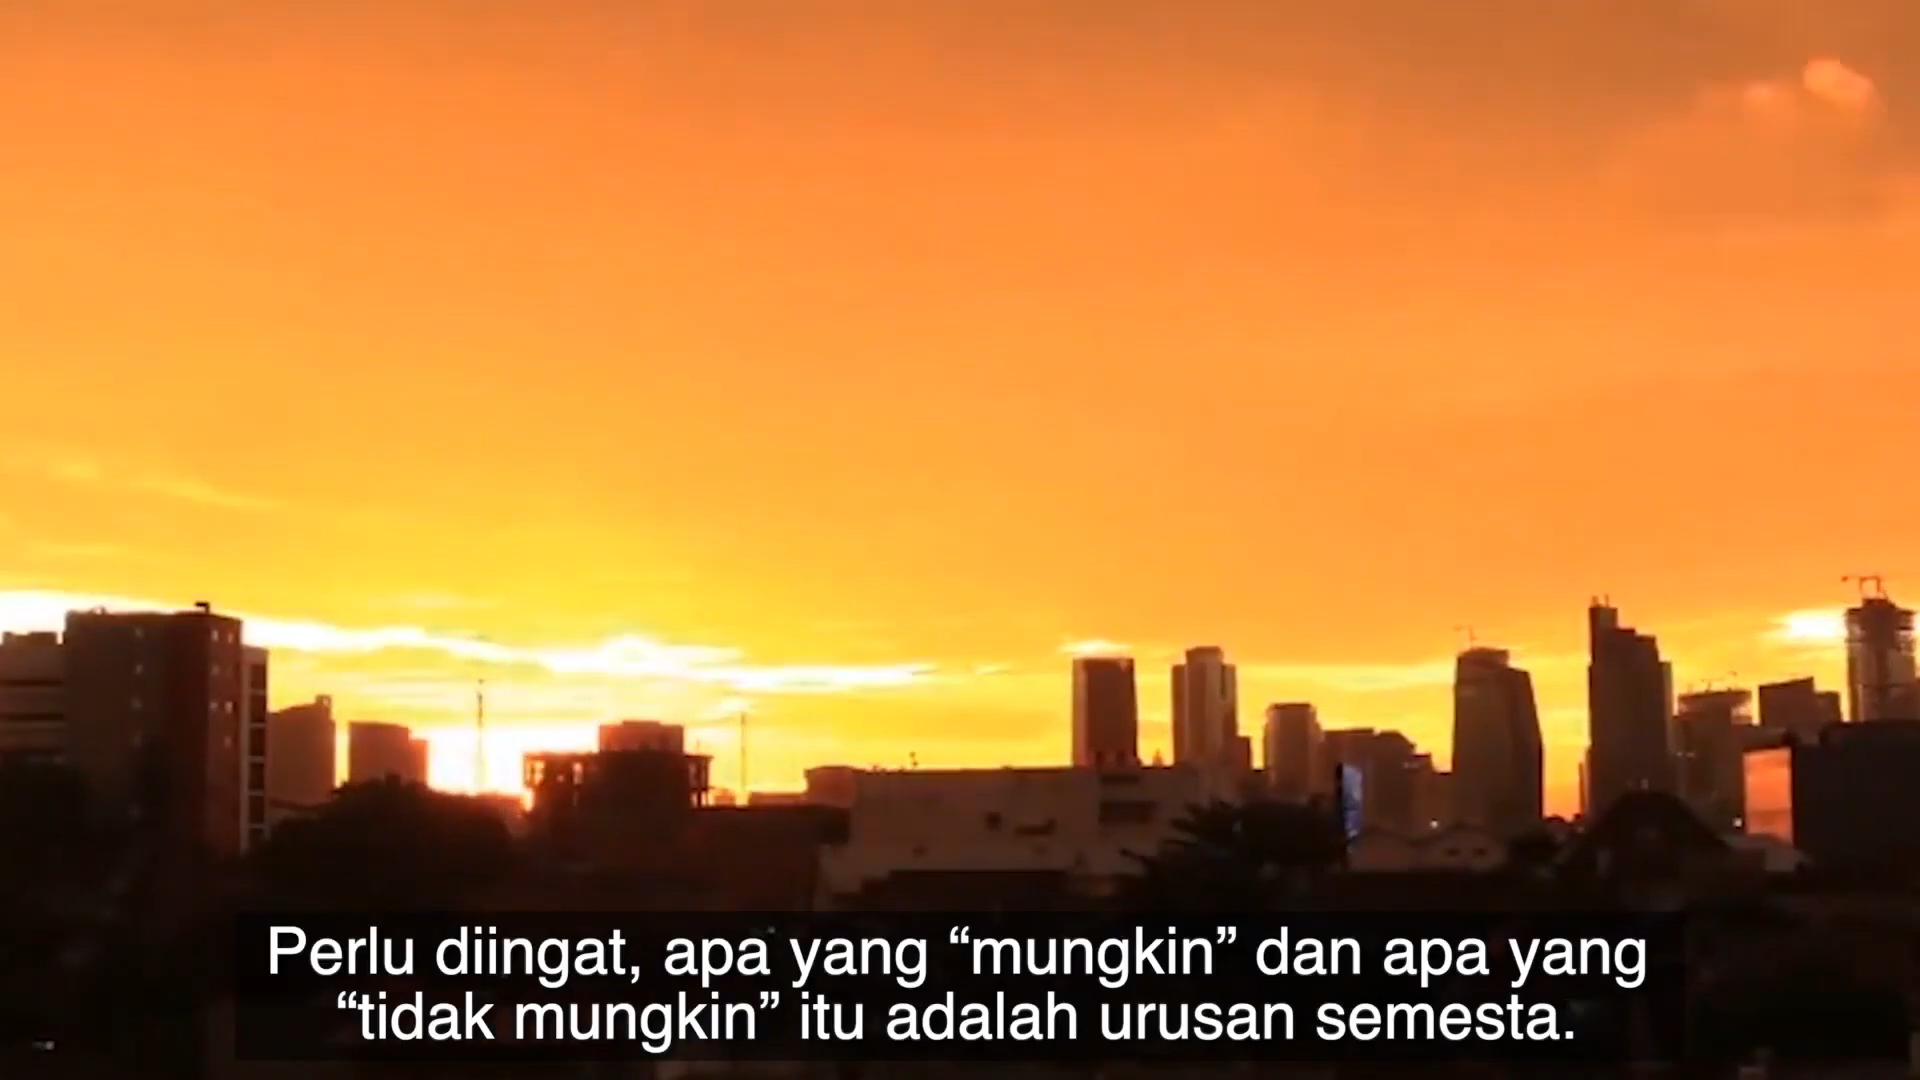 Perlu diingat, apa yang “mungkin” dan apa yang
“tidak mungkin” itu adalah urusan semesta.